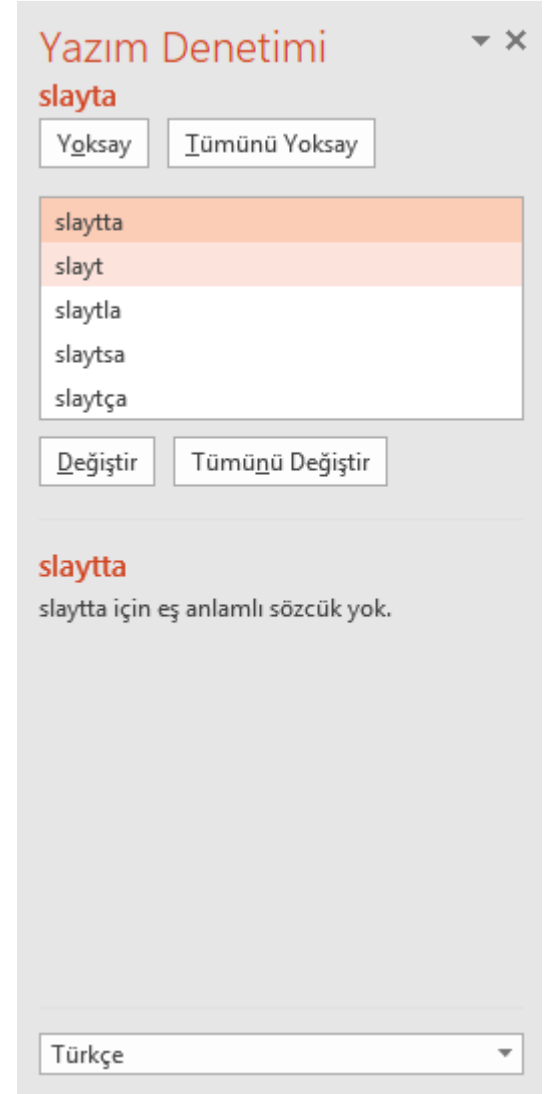 Yazım Denetimi
slayta
Yoksay Tümünü Yoksay
slaytta
slayt
slaytla
slaytsa
slaytça
Değiştir Tümünü Değiştir
slaytta
slaytta için eş anlamlı sözcük yok.
Türkçe